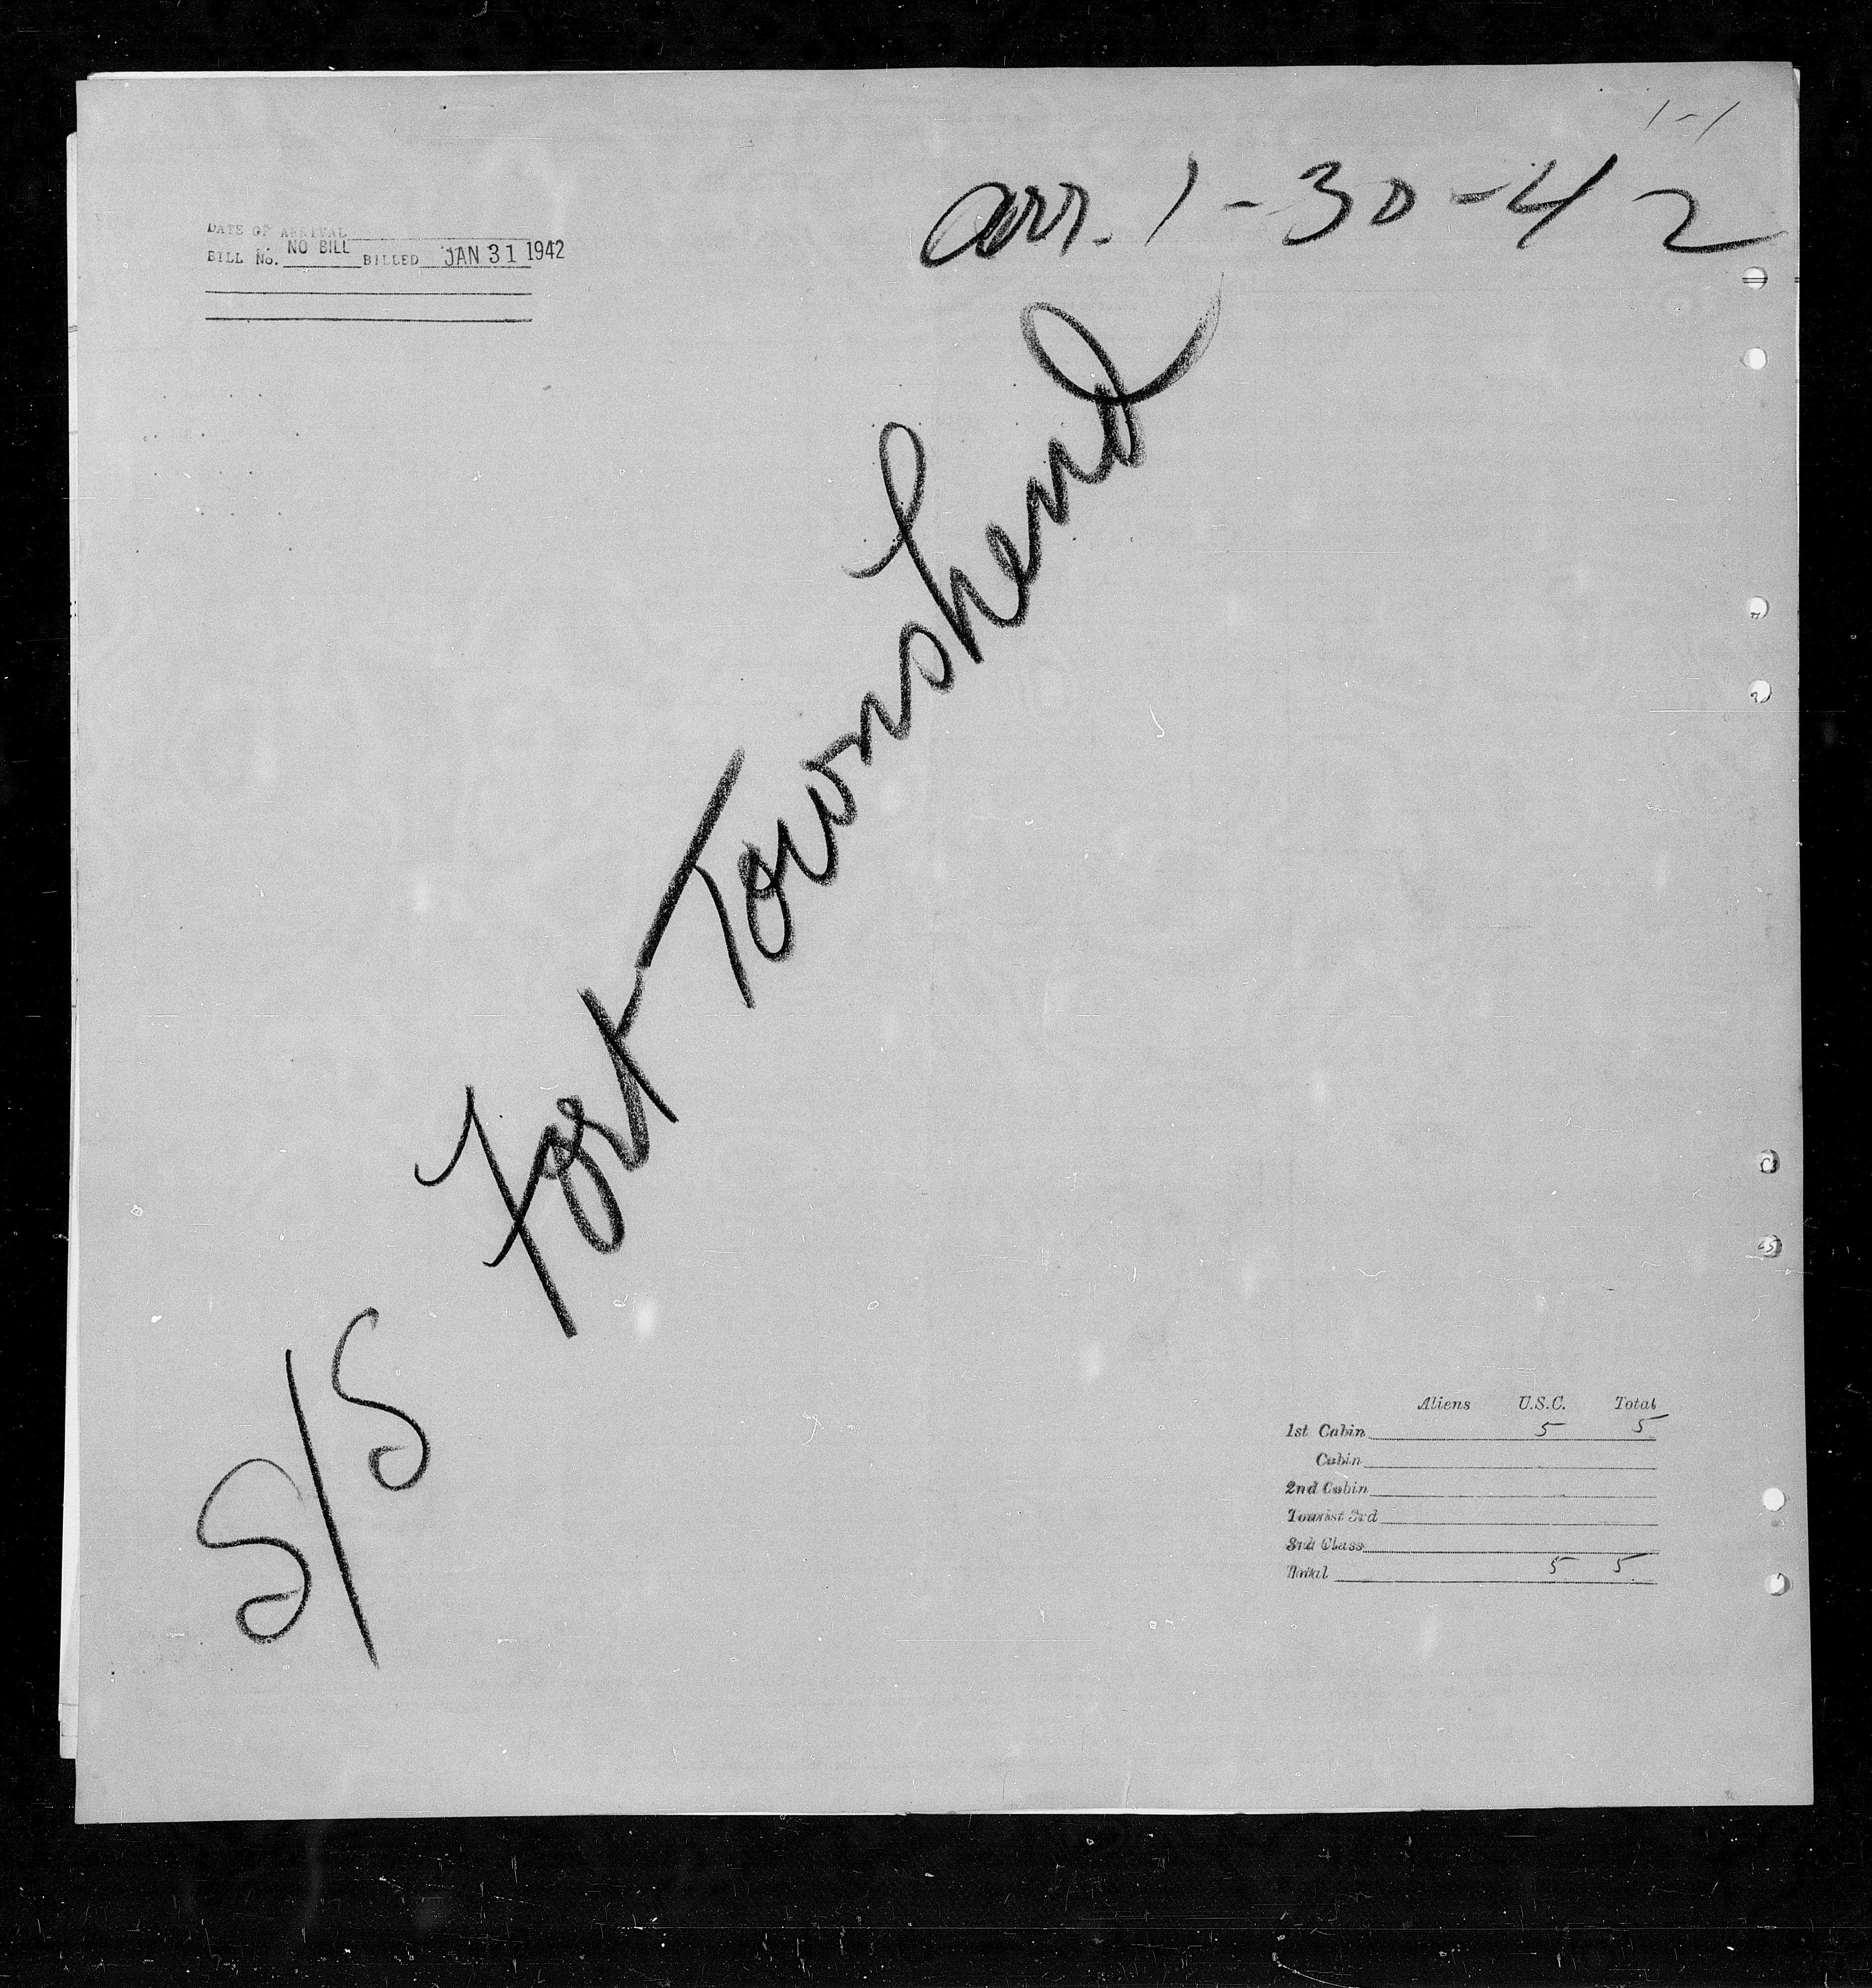 1-1
arr. 1-30-42
DATE OF ARRIVAL
BILL No. NO BILL BILLED JAN 31 1942
S/S Fort Townshend
Aliens U.S.C. Total
1st Cabin 5 5
Cabin
2nd Cabin
Tourist 3rd
3rd Class
Total 5 5